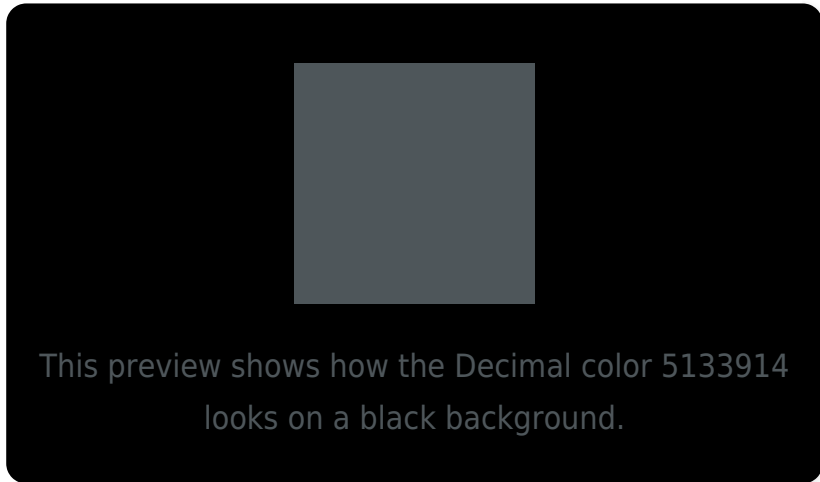 This preview shows how the Decimal color 5133914
looks on a black background.